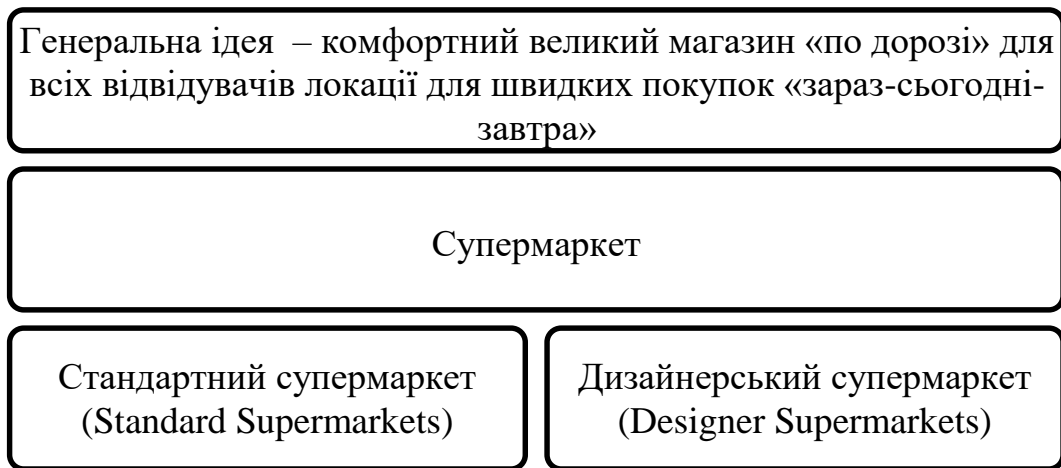 Генеральна ідея – комфортний великий магазин «по дорозі» для
всіх відвідувачів локації для швидких покупок «зараз-сьогодні-
завтра»
Супермаркет
Стандартний супермаркет
(Standard Supermarkets)
Дизайнерський супермаркет
(Designer Supermarkets)